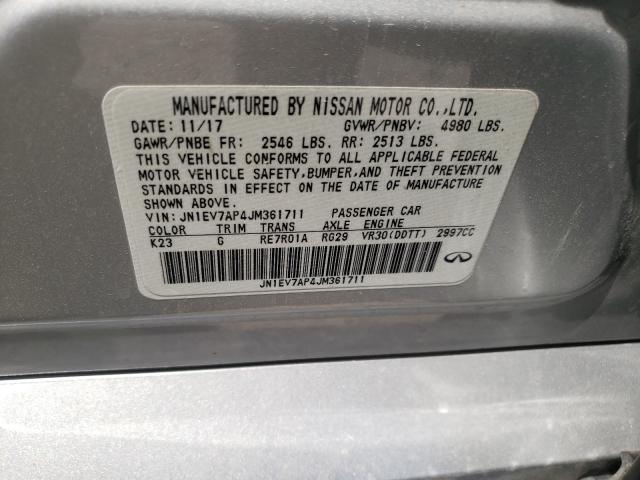 MANUFACTURED BY NISSAN MOTOR CO.,LTD.
DATE: 11/17 GVWR/PNBV: 4980 LBS.
GAWR/PNBE FR: 2546 LBS. RR: 2513 LBS.
THIS VEHICLE CONFORMS TO ALL APPLICABLE FEDERAL
MOTOR VEHICLE SAFETY,BUMPER,AND THEFT PREVENTION
STANDARDS IN EFFECT ON THE DATE OF MANUFACTURE
SHOWN ABOVE.
VIN: JN1EV7AP4JM361711 PASSENGER CAR
COLOR TRIM TRANS AXLE ENGINE
K23 G RE7R01A RG29 VR30(DDTT) 2997CC
JN1EV7AP4JM361711